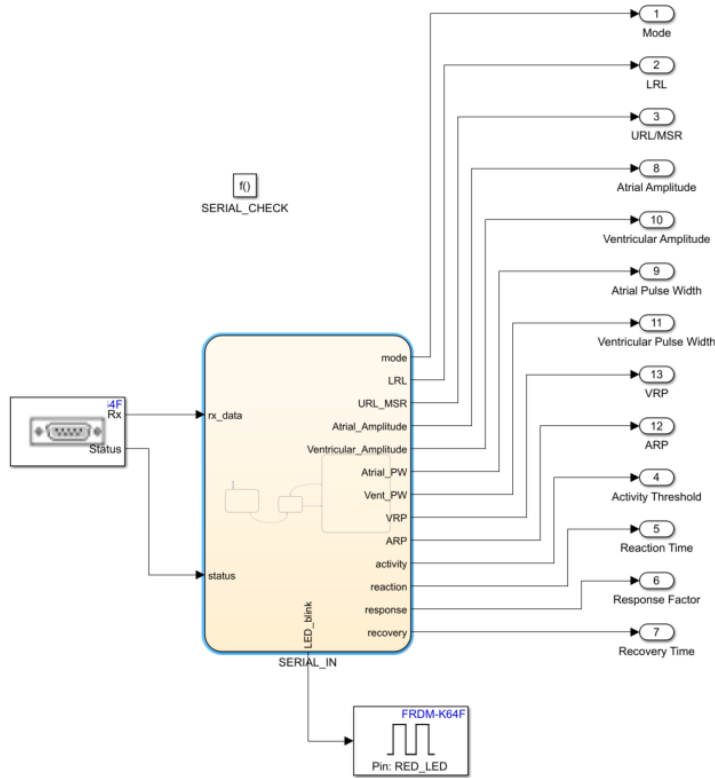 1
Mode
2
LRL
3
URL/MSR
8
Atrial Amplitude
10
Ventricular Amplitude
9
Atrial Pulse Width
11
Ventricular Pulse Width
13
VRP
12
ARP
4
Activity Threshold
5
Reaction Time
6
Response Factor
7
Recovery Time
f()
SERIAL_CHECK
4F
Rx
Status
rx_data
status
mode
LRL
URL_MSR
Atrial_Amplitude
Ventricular_Amplitude
Atrial_PW
Vent_PW
VRP
ARP
activity
reaction
response
recovery
LED_blink
SERIAL_IN
FRDM-K64F
Pin: RED_LED